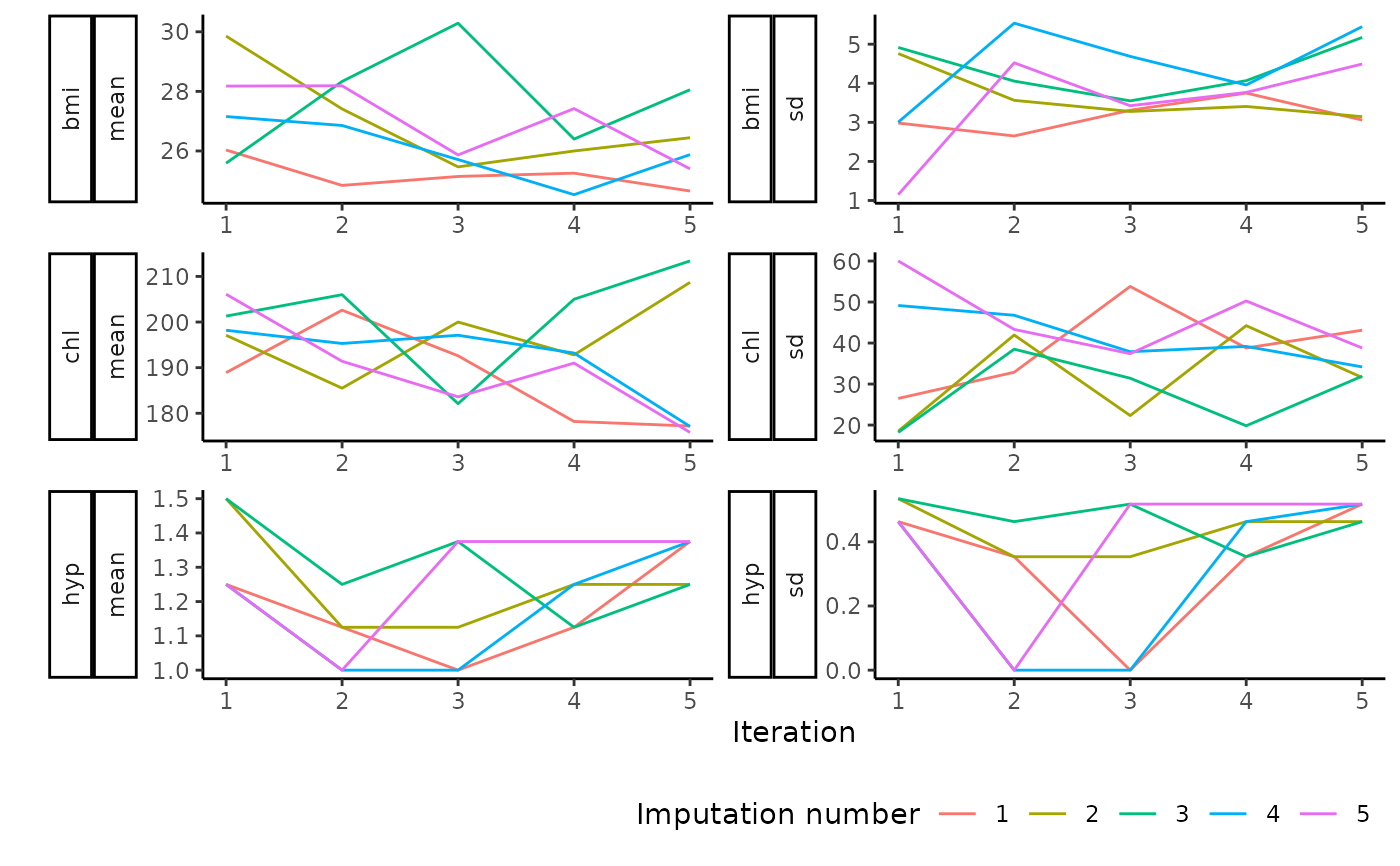 bmi
mean
30
28
26
1 2 3 4 5
bmi
sd
5
4
3
2
1
1 2 3 4 5
chl
mean
210
200
190
180
1 2 3 4 5
chl
sd
60
50
40
30
20
1 2 3 4 5
hyp
mean
1.5
1.4
1.3
1.2
1.1
1.0
1 2 3 4 5
hyp
sd
0.4
0.2
0.0
1 2 3 4 5
Iteration
Imputation number 1 2 3 4 5